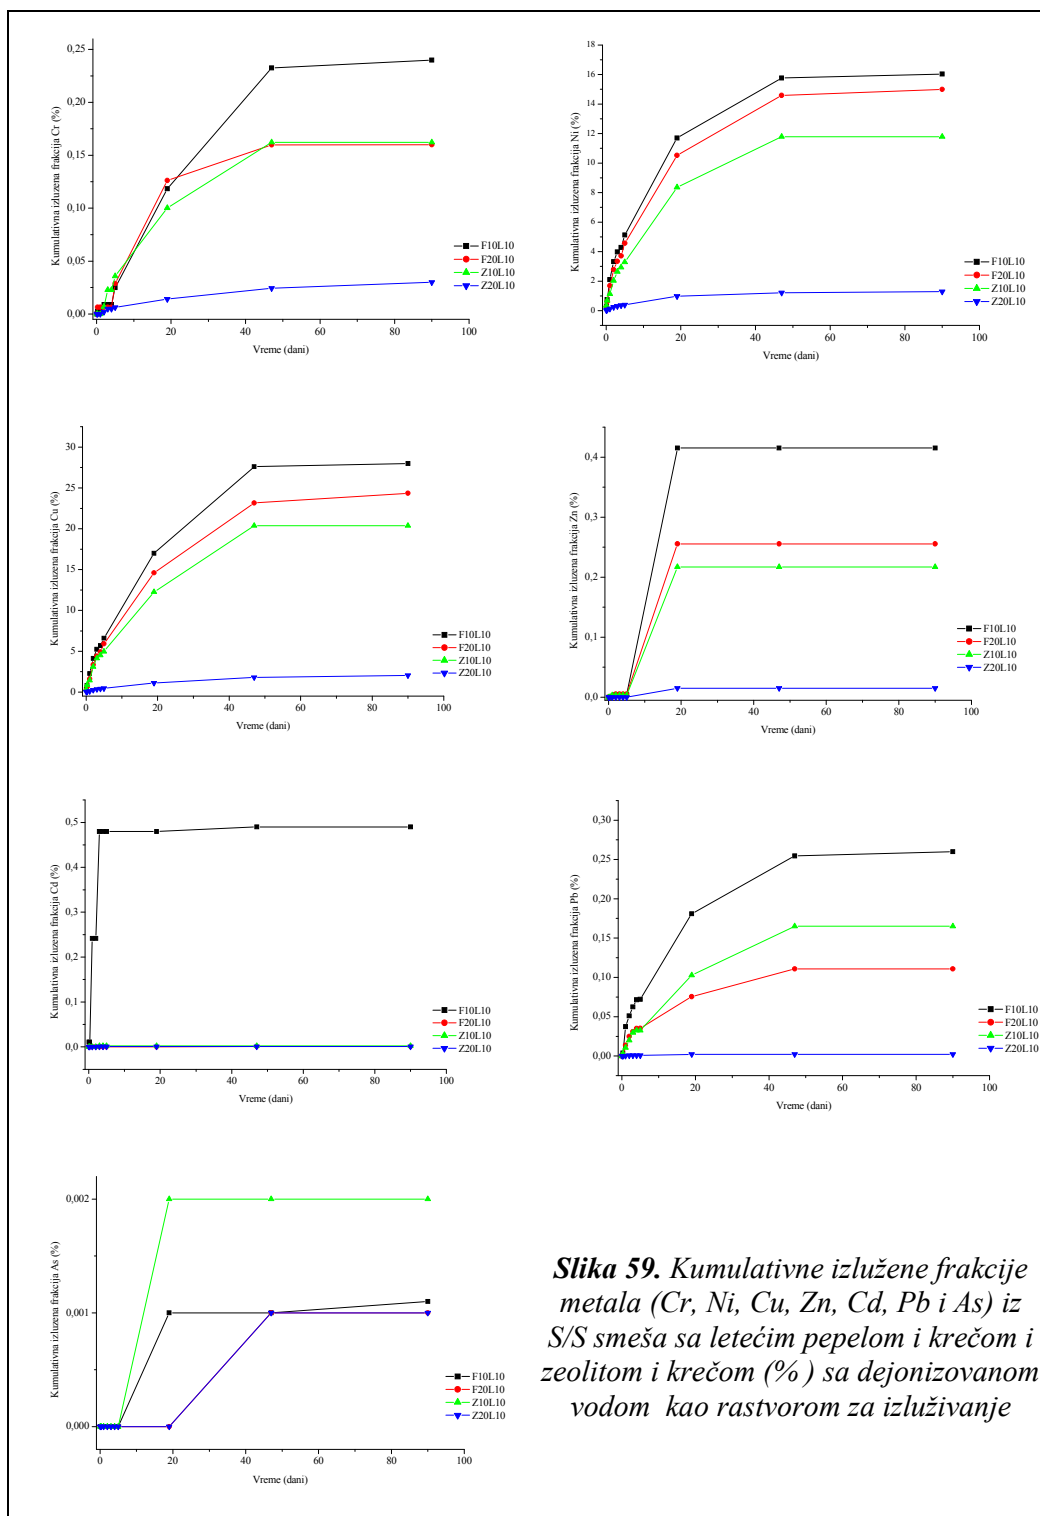 Kumulativna izluzena frakcija Cr (%)
0,25
0,20
0,15
0,10
0,05
0,00
0
20
40
60
80
100
Vreme (dani)
F10L10
F20L10
Z10L10
Z20L10
Kumulativna izluzena frakcija Ni (%)
18
16
14
12
10
8
6
4
2
0
0
20
40
60
80
100
Vreme (dani)
F10L10
F20L10
Z10L10
Z20L10
Kumulativna izluzena frakcija Cu (%)
30
25
20
15
10
5
0
0
20
40
60
80
100
Vreme (dani)
F10L10
F20L10
Z10L10
Z20L10
Kumulativna izluzena frakcija Zn (%)
0,4
0,3
0,2
0,1
0,0
0
20
40
60
80
100
Vreme (dani)
F10L10
F20L10
Z10L10
Z20L10
Kumulativna izluzena frakcija Cd (%)
0,5
0,4
0,3
0,2
0,1
0,0
0
20
40
60
80
100
Vreme (dani)
F10L10
F20L10
Z10L10
Z20L10
Kumulativna izluzena frakcija Pb (%)
0,30
0,25
0,20
0,15
0,10
0,05
0,00
0
20
40
60
80
100
Vreme (dani)
F10L10
F20L10
Z10L10
Z20L10
Kumulativna izluzena frakcija As (%)
0,002
0,001
0,000
0
20
40
60
80
100
Vreme (dani)
F10L10
F20L10
Z10L10
Z20L10
Slika 59. Kumulativne izlužene frakcije
metala (Cr, Ni, Cu, Zn, Cd, Pb i As) iz
S/S smeša sa letećim pepelom i krečom i
zeolitom i krečom (% ) sa dejonizovanom
vodom kao rastvorom za izluživanje